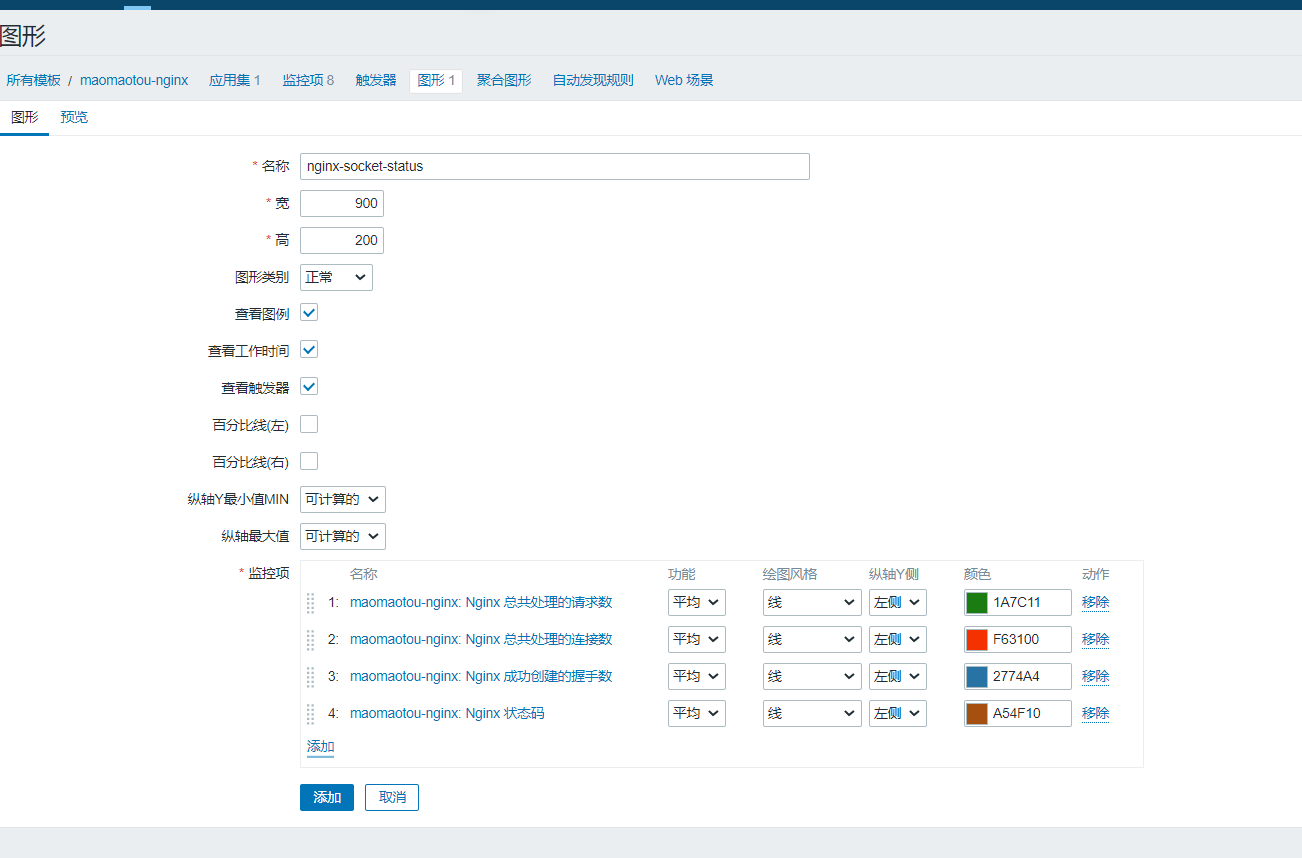 图形
所有模板 / maomaotou-nginx 应用集 1 监控项 8 触发器 图形 1 聚合图形 自动发现规则 Web 场景
图形 预览
* 名称 nginx-socket-status
* 宽 900
* 高 200
图形类别 正常
查看图例
查看工作时间
查看触发器
百分比线(左)
百分比线(右)
纵轴Y最小值MIN 可计算的
纵轴最大值 可计算的
* 监控项 名称 功能 绘图风格 纵轴Y侧 颜色 动作
1: maomaotou-nginx: Nginx 总共处理的请求数 平均 线 左侧 1A7C11 移除
2: maomaotou-nginx: Nginx 总共处理的连接数 平均 线 左侧 F63100 移除
3: maomaotou-nginx: Nginx 成功创建的握手数 平均 线 左侧 2774A4 移除
4: maomaotou-nginx: Nginx 状态码 平均 线 左侧 A54F10 移除
添加
添加 取消